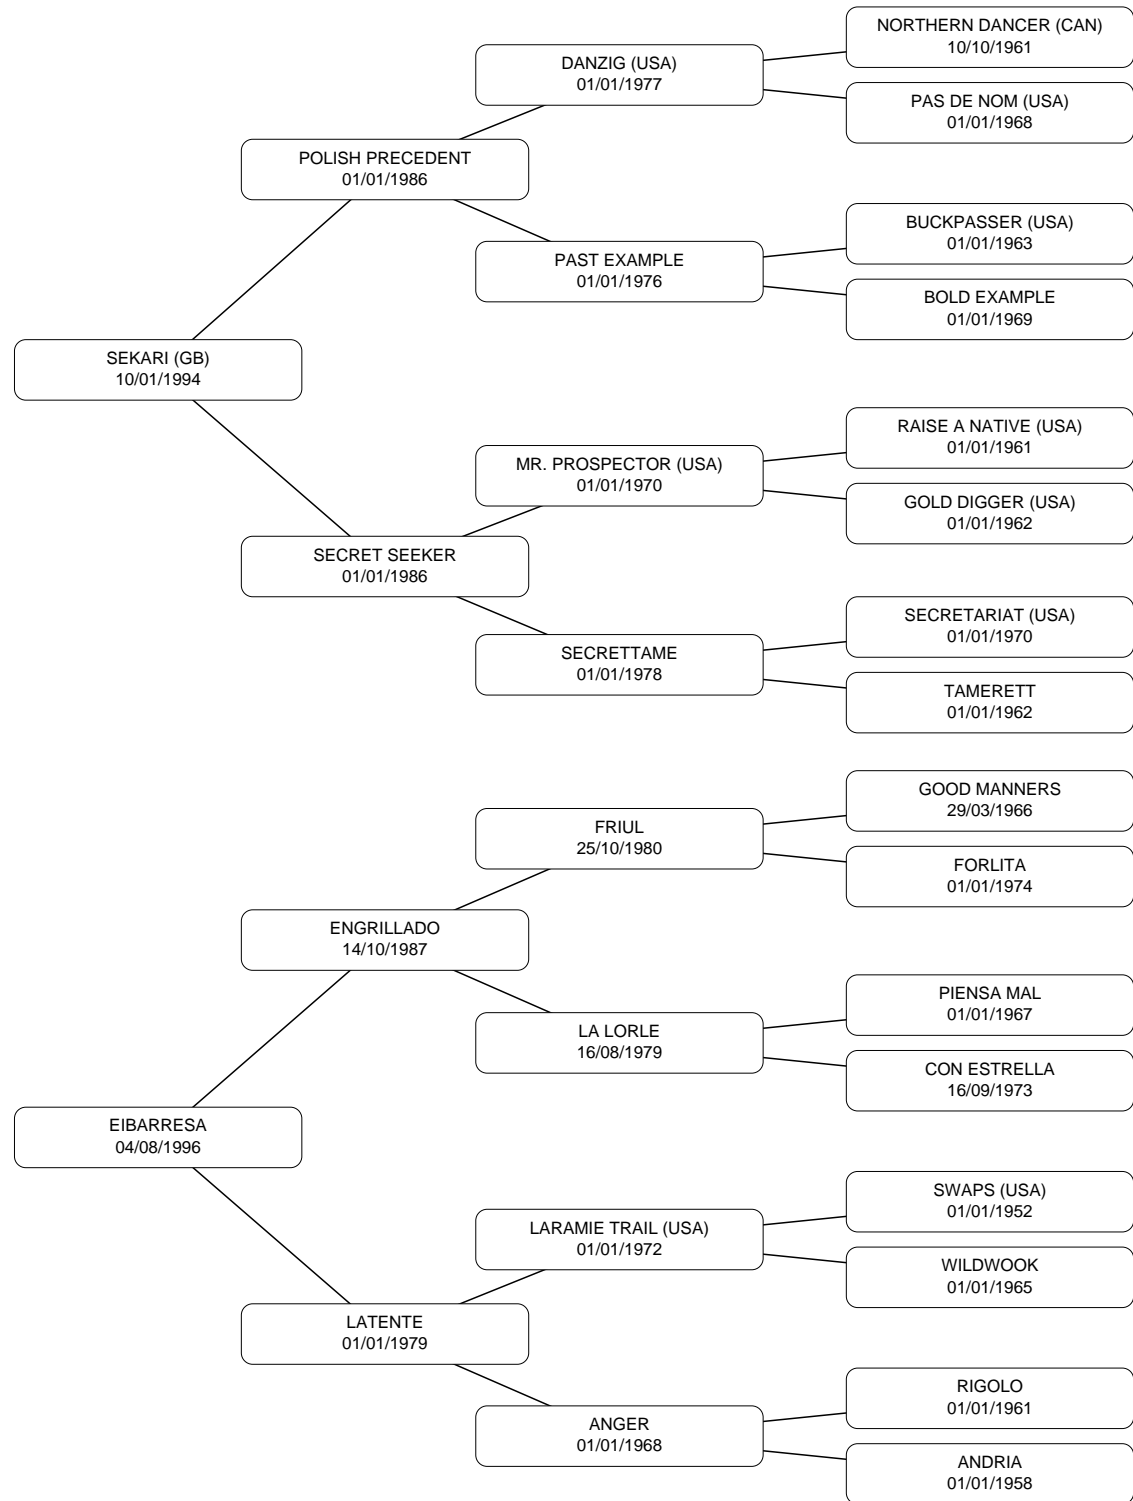 NORTHERN DANCER (CAN)
10/10/1961
DANZIG (USA)
01/01/1977
PAS DE NOM (USA)
01/01/1968
POLISH PRECEDENT
01/01/1986
BUCKPASSER (USA)
01/01/1963
PAST EXAMPLE
01/01/1976
BOLD EXAMPLE
01/01/1969
SEKARI (GB)
10/01/1994
RAISE A NATIVE (USA)
01/01/1961
MR. PROSPECTOR (USA)
01/01/1970
GOLD DIGGER (USA)
01/01/1962
SECRET SEEKER
01/01/1986
SECRETARIAT (USA)
01/01/1970
SECRETTAME
01/01/1978
TAMERETT
01/01/1962
GOOD MANNERS
29/03/1966
FRIUL
25/10/1980
FORLITA
01/01/1974
ENGRILLADO
14/10/1987
PIENSA MAL
01/01/1967
LA LORLE
16/08/1979
CON ESTRELLA
16/09/1973
EIBARRESA
04/08/1996
SWAPS (USA)
01/01/1952
LARAMIE TRAIL (USA)
01/01/1972
WILDWOOK
01/01/1965
LATENTE
01/01/1979
RIGOLO
01/01/1961
ANGER
01/01/1968
ANDRIA
01/01/1958